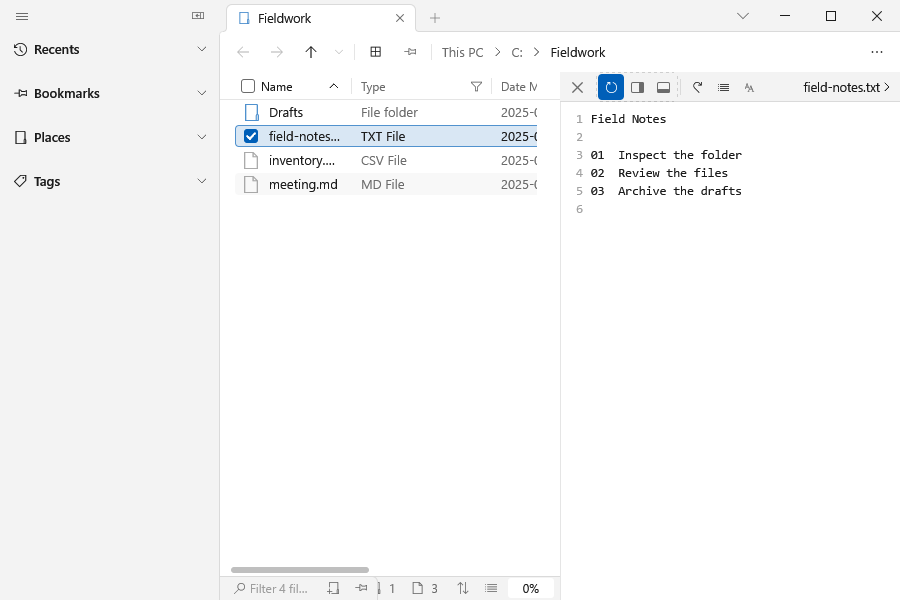 Fieldwork
Recents
Bookmarks
Places
Tags
This PC > C: > Fieldwork
Name Type Date M
Drafts File folder 2025-0
field-notes... TXT File 2025-0
inventory.... CSV File 2025-0
meeting.md MD File 2025-0
field-notes.txt
1 Field Notes
2
3 01 Inspect the folder
4 02 Review the files
5 03 Archive the drafts
6
Filter 4 fil... 1 3 0%